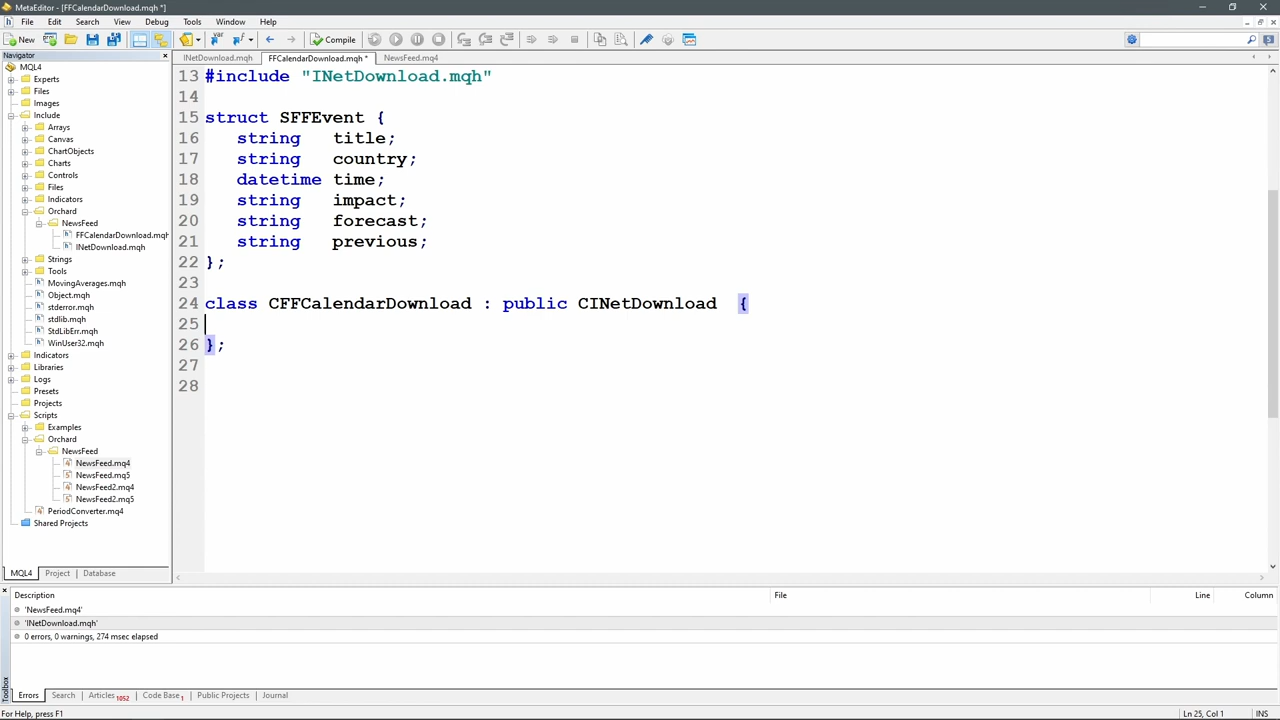 MetaEditor - [FFCalendarDownload.mqh *]
File Edit Search View Debug Tools Window Help
New Compile
Navigator
INetDownload.mqh FFCalendarDownload.mqh * NewsFeed.mq4
MQL4
Experts
Files
Images
Include
Arrays
Canvas
ChartObjects
Charts
Controls
Files
Indicators
Orchard
NewsFeed
FFCalendarDownload.mqh
INetDownload.mqh
Strings
Tools
MovingAverages.mqh
Object.mqh
stderror.mqh
stdlib.mqh
StdLibErr.mqh
WinUser32.mqh
Indicators
Libraries
Logs
Presets
Projects
Scripts
Examples
Orchard
NewsFeed
NewsFeed.mq4
NewsFeed.mq5
NewsFeed2.mq4
NewsFeed2.mq5
PeriodConverter.mq4
Shared Projects
MQL4 Project Database
13 #include "INetDownload.mqh"
14
15 struct SFFEvent {
16 string title;
17 string country;
18 datetime time;
19 string impact;
20 string forecast;
21 string previous;
22 };
23
24 class CFFCalendarDownload : public CINetDownload {
25
26 };
27
28
Description File Line Column
'NewsFeed.mq4'
'INetDownload.mqh'
0 errors, 0 warnings, 274 msec elapsed
Toolbox
Errors Search Articles 1052 Code Base 1 Public Projects Journal
For Help, press F1 Ln 25, Col 1 INS